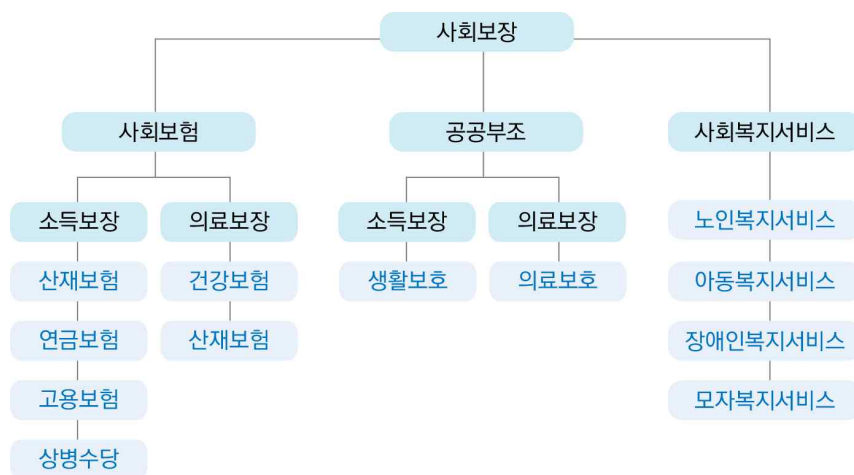 사회보장
사회보험
공공부조
사회복지서비스
소득보장
의료보장
소득보장
의료보장
노인복지서비스
산재보험
건강보험
생활보호
의료보호
아동복지서비스
연금보험
산재보험
장애인복지서비스
고용보험
모자복지서비스
상병수당